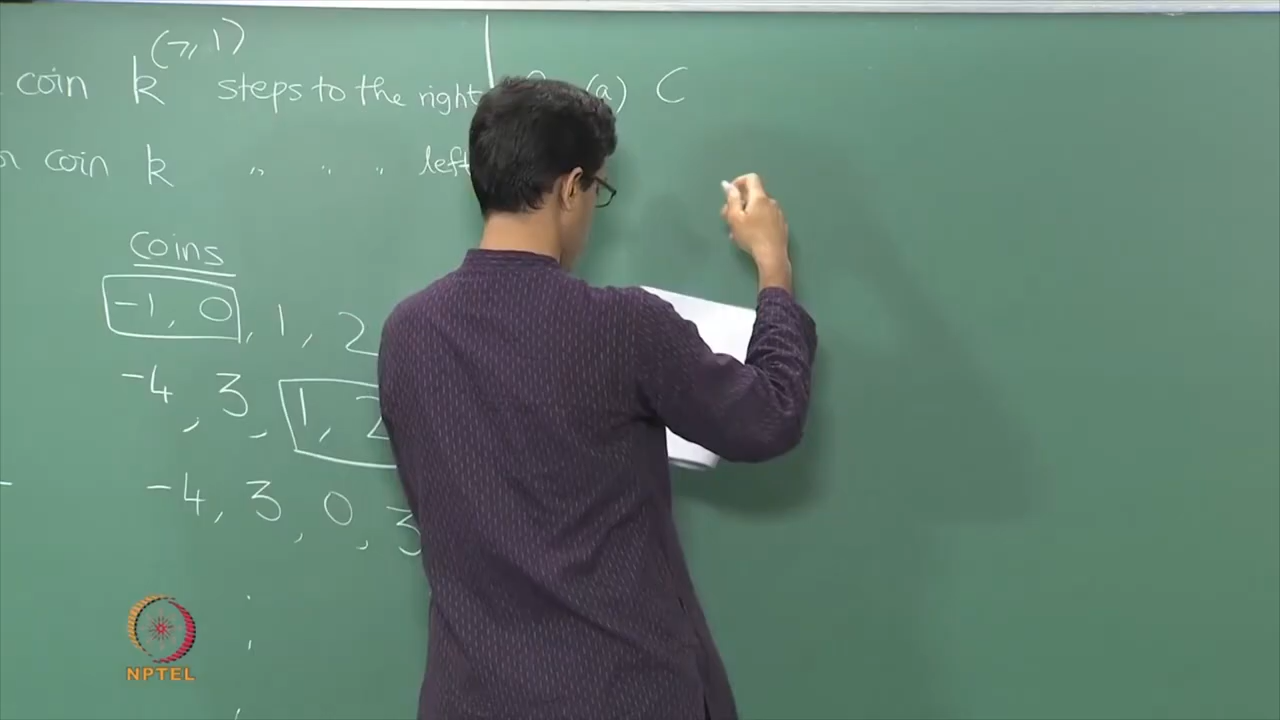 coin k (⩾1) steps to the right
coin k " " " left
Coins
-1, 0, 1, 2
-4, 3, 1, 2
-4, 3, 0, 3
(a) C
NPTEL